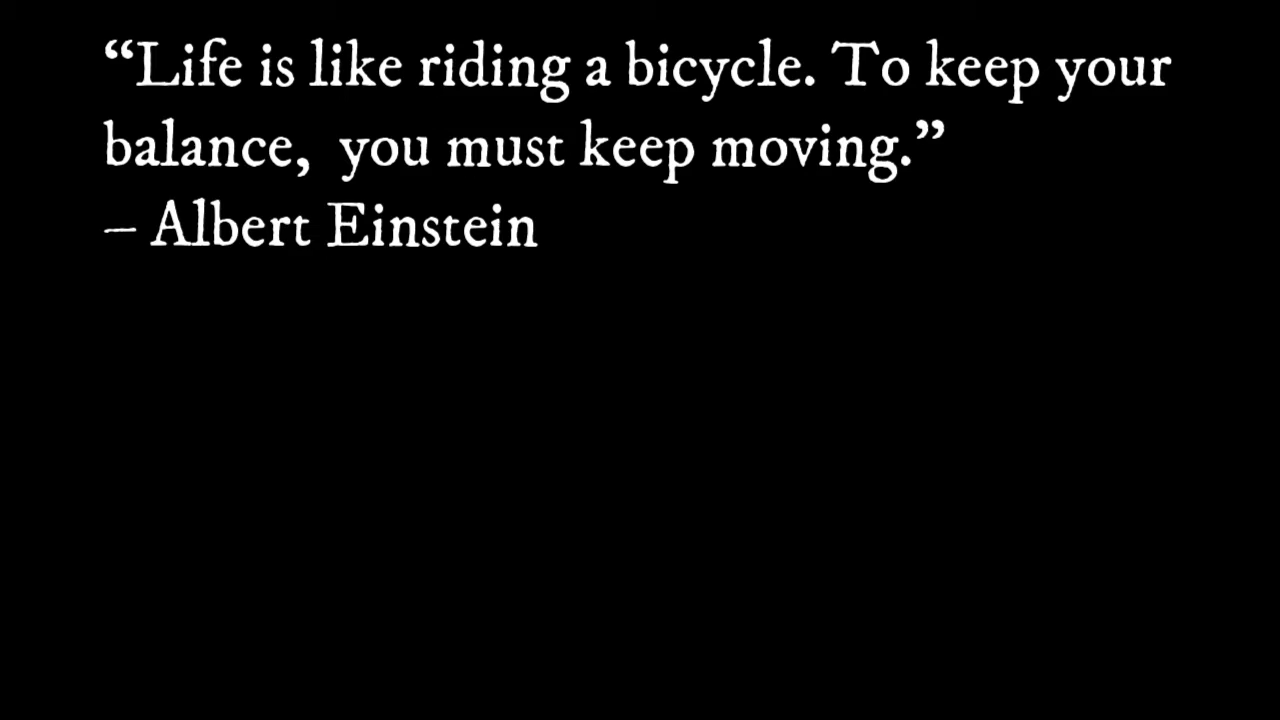 “Life is like riding a bicycle. To keep your
balance,  you must keep moving.”
– Albert Einstein